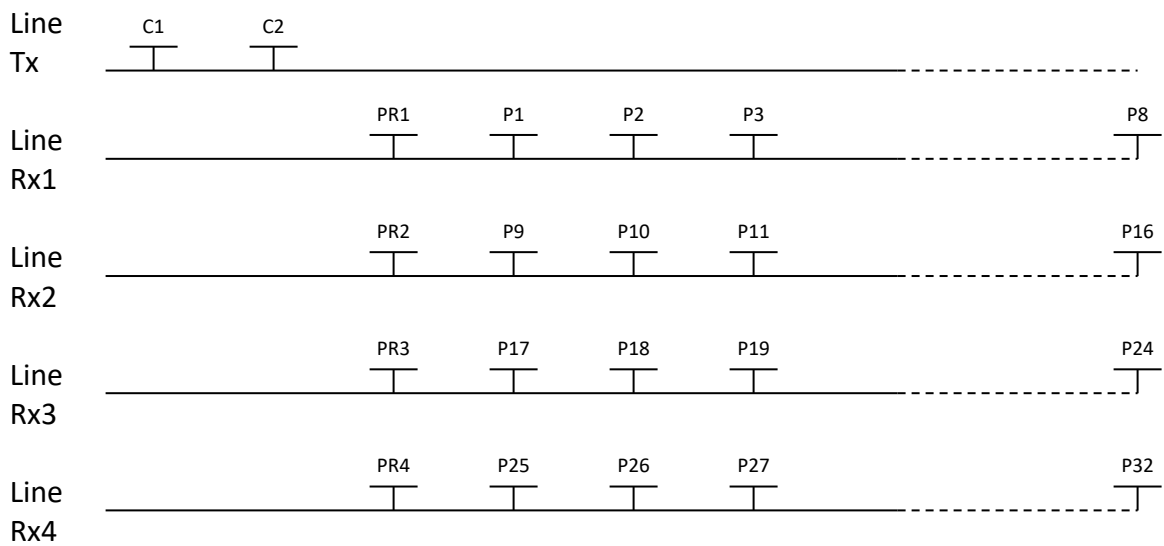 Line
Tx
C1 C2
Line
Rx1
PR1 P1 P2 P3 P8
Line
Rx2
PR2 P9 P10 P11 P16
Line
Rx3
PR3 P17 P18 P19 P24
Line
Rx4
PR4 P25 P26 P27 P32